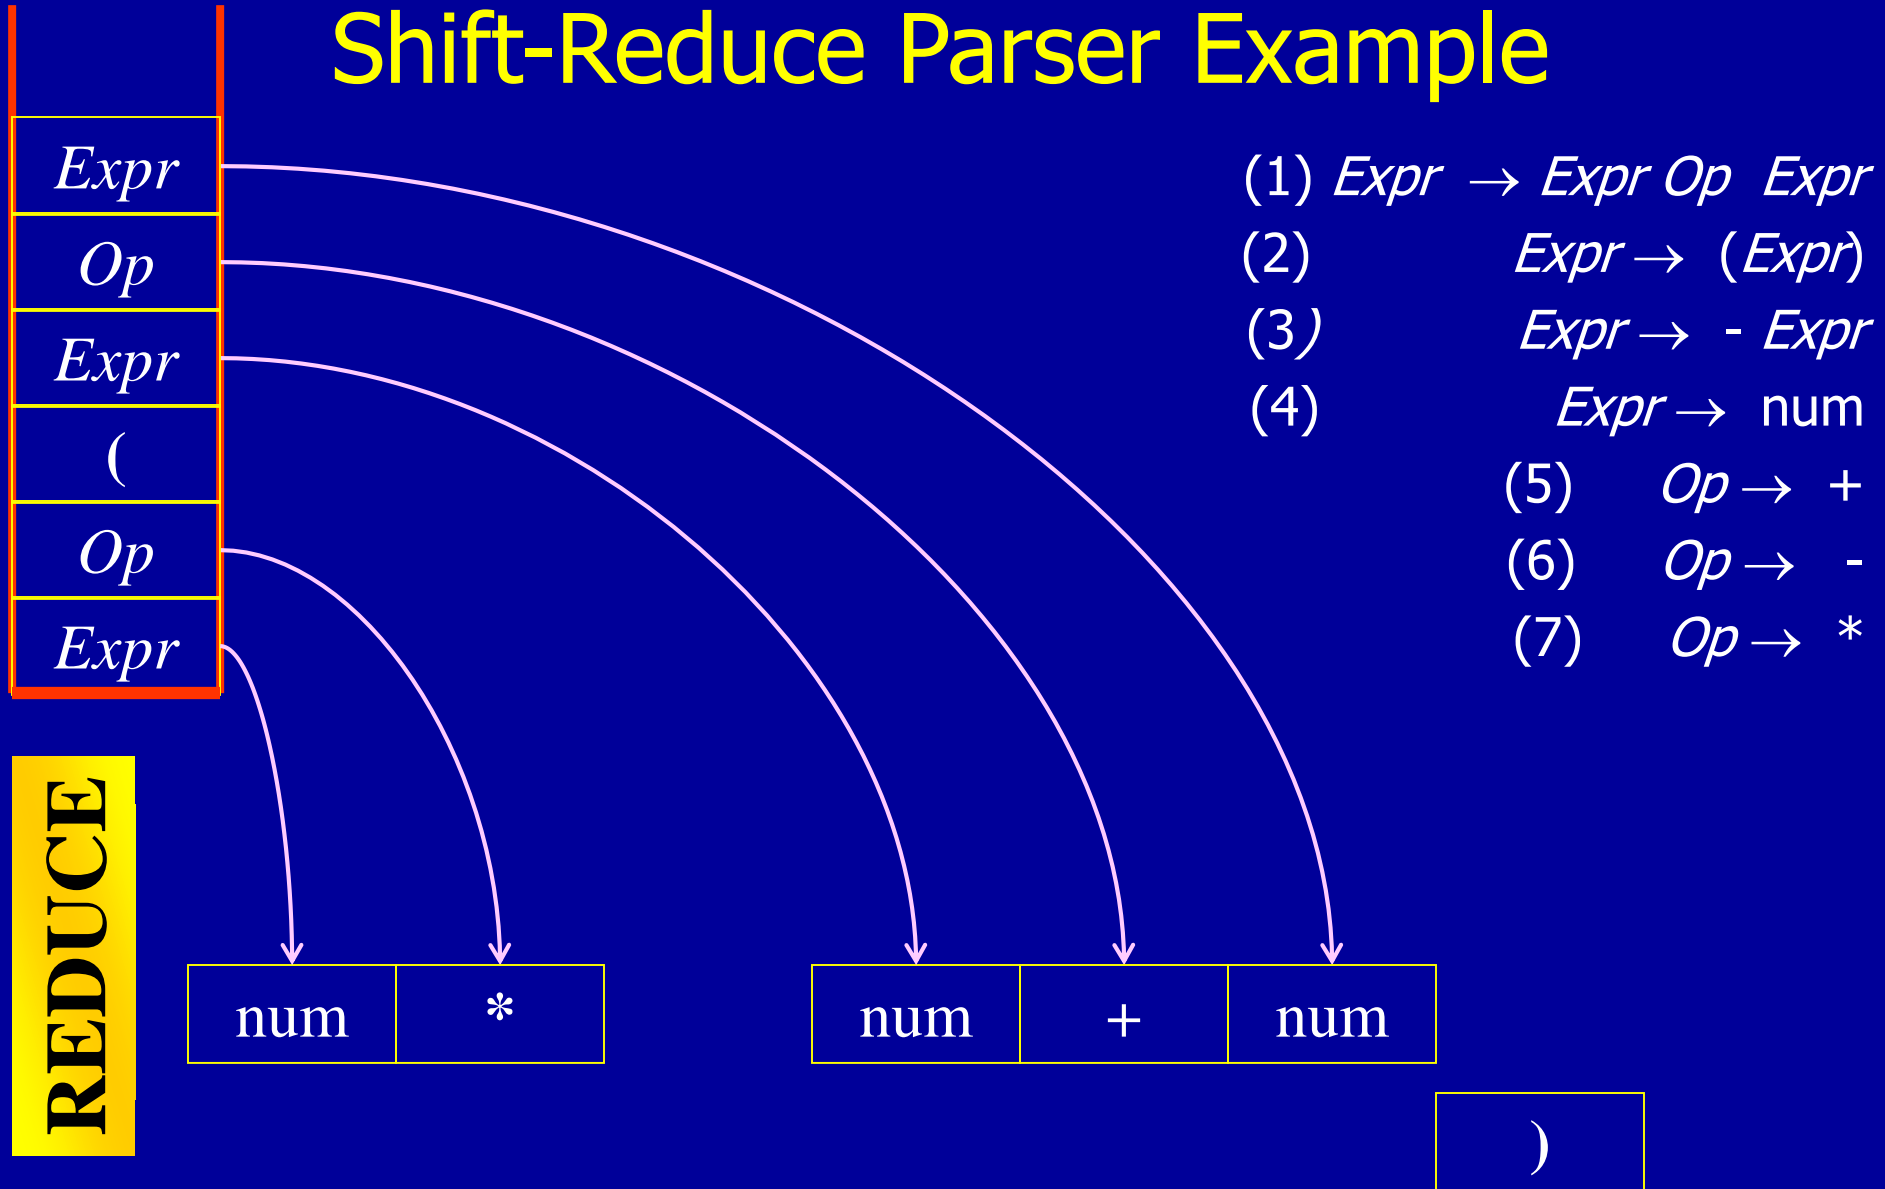 Shift-Reduce Parser Example
Expr
Op
Expr
(
Op
Expr
(1) Expr → Expr Op Expr
(2) Expr → (Expr)
(3) Expr → - Expr
(4) Expr → num
(5) Op → +
(6) Op → -
(7) Op → *
REDUCE
num * num + num
)